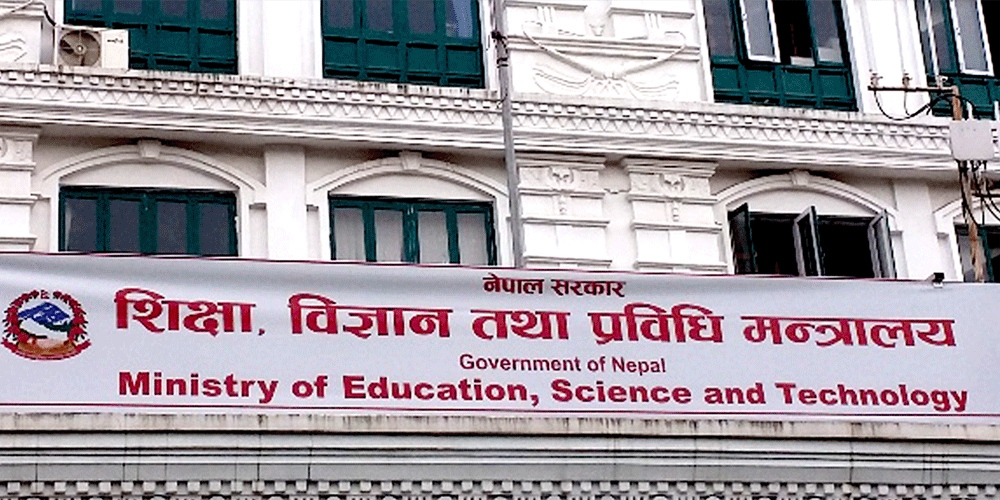 नेपाल सरकार
शिक्षा, विज्ञान तथा प्रविधि मन्त्रालय
Government of Nepal
Ministry of Education, Science and Technology